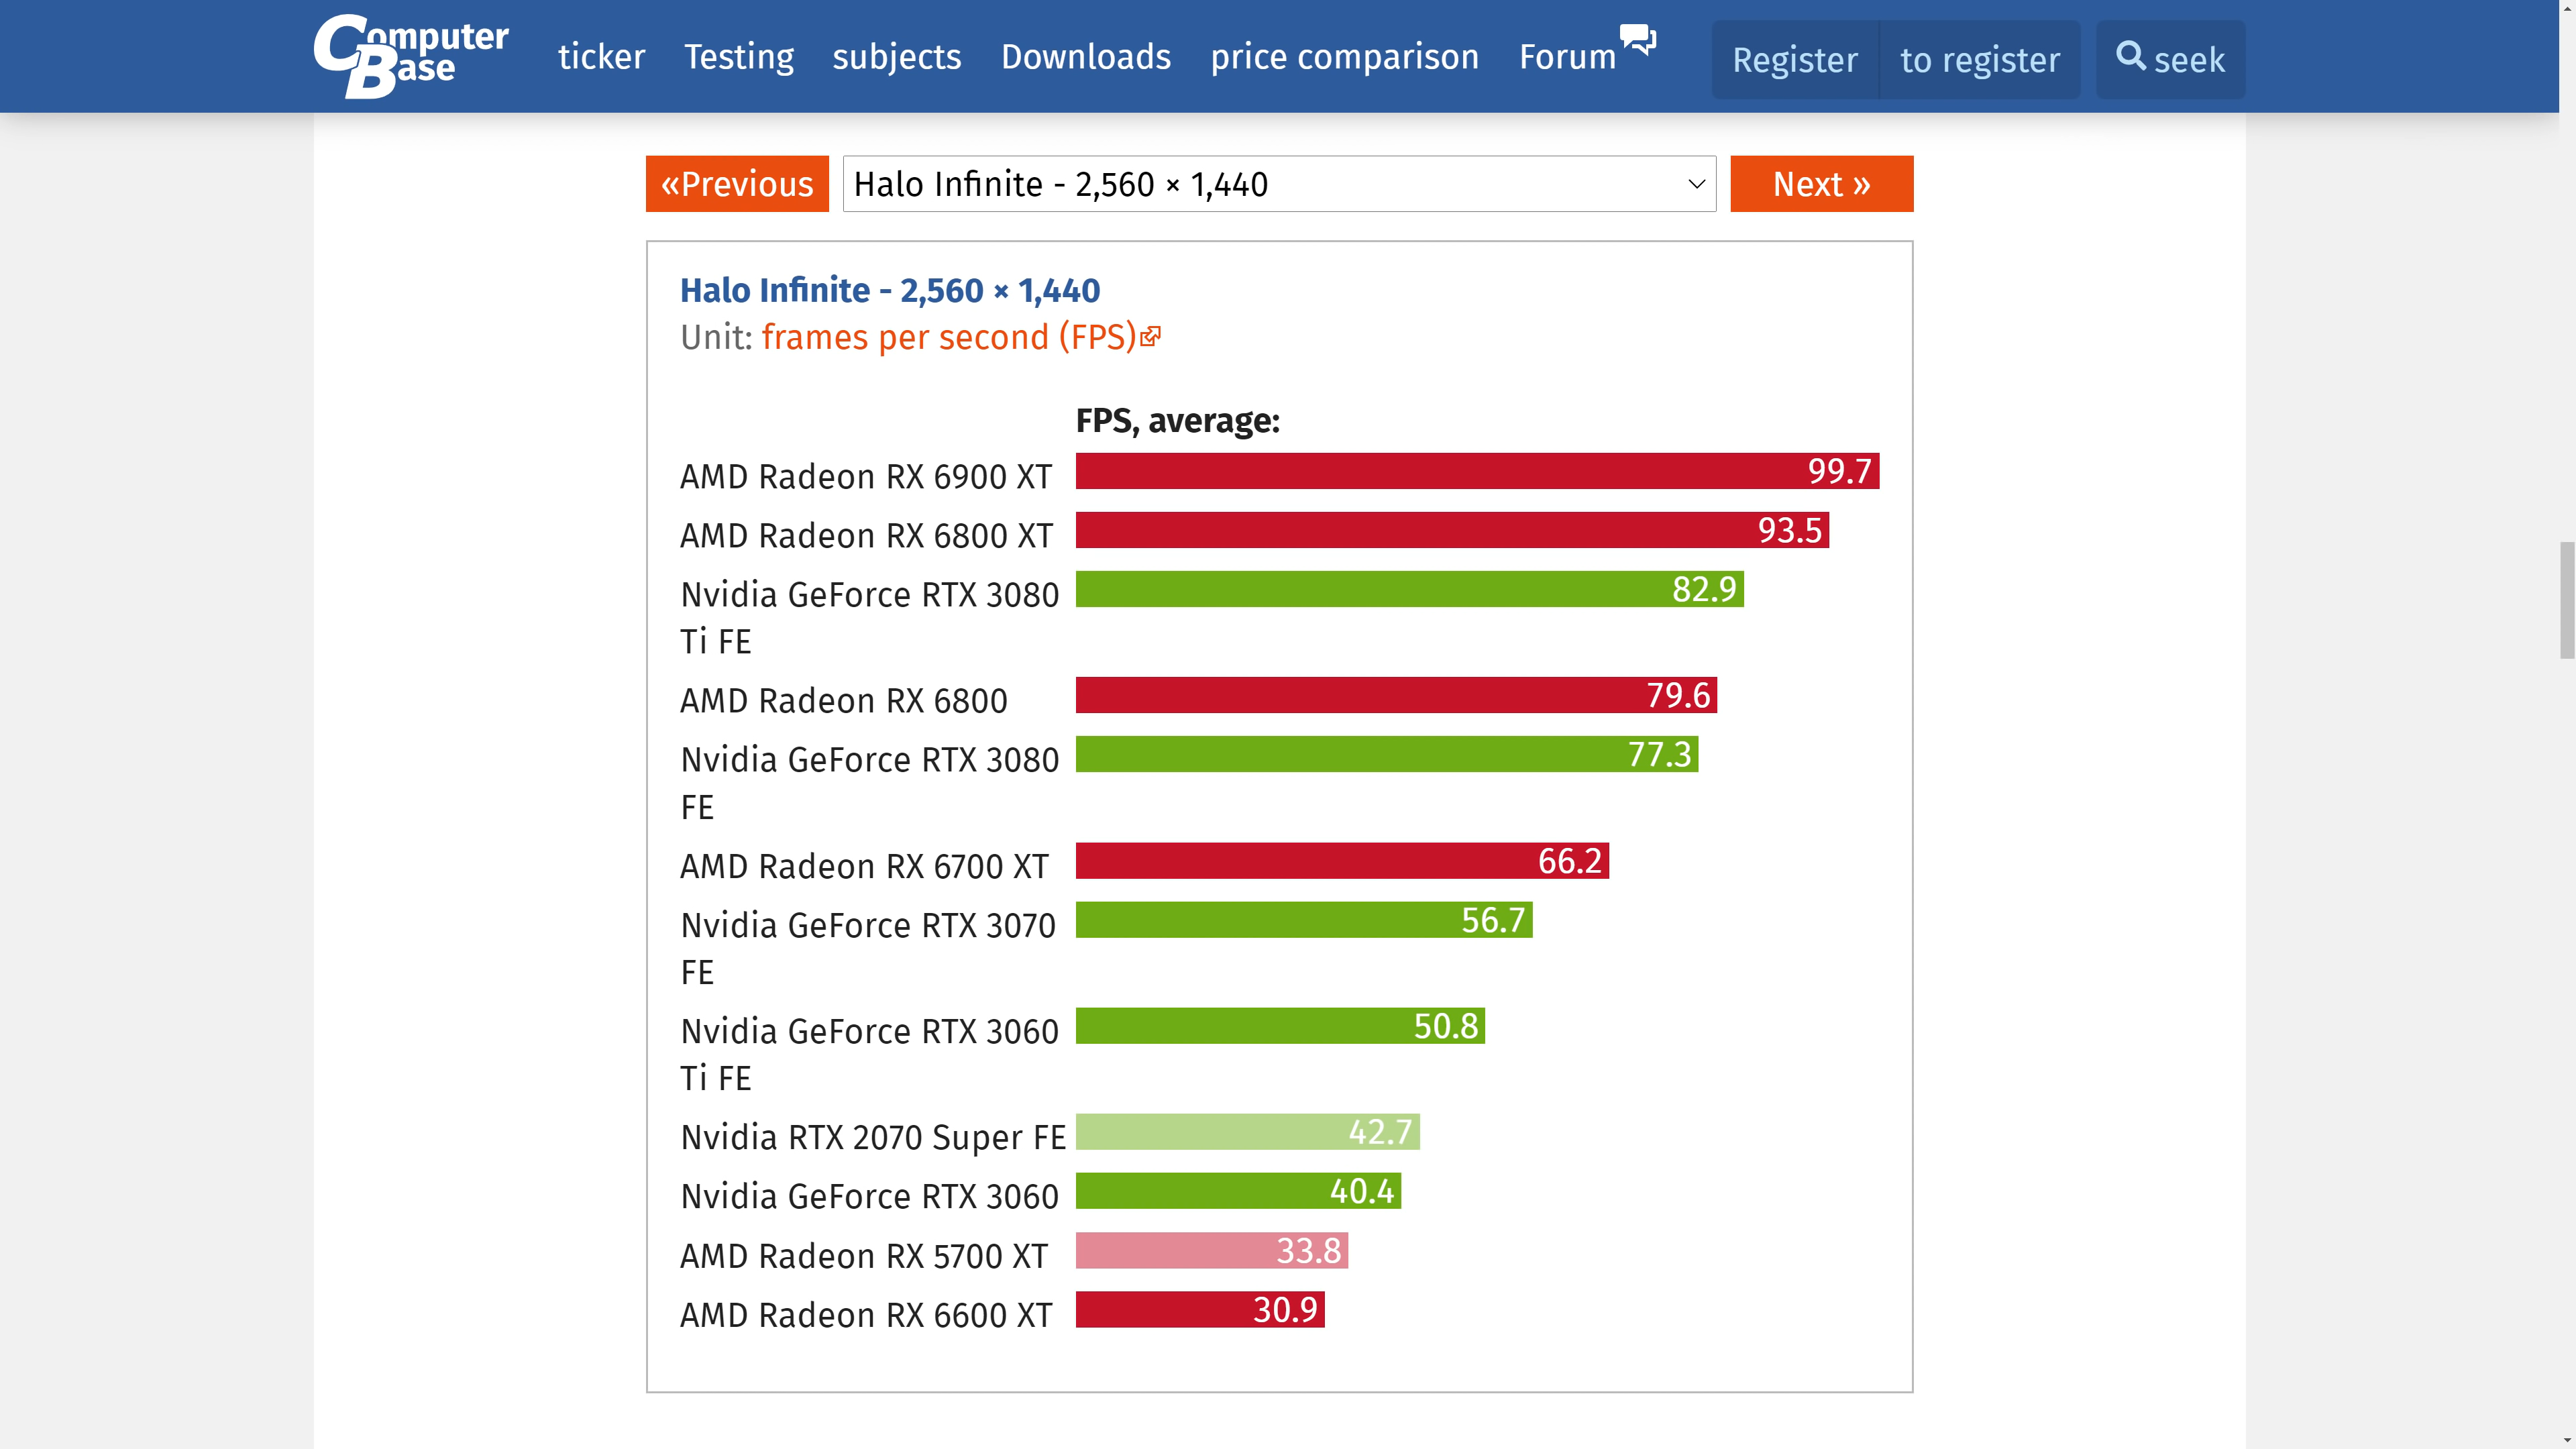 Computer Base
ticker Testing subjects Downloads price comparison Forum Register to register seek
«Previous Halo Infinite - 2,560 × 1,440 Next »
Halo Infinite - 2,560 × 1,440
Unit: frames per second (FPS)
FPS, average:
AMD Radeon RX 6900 XT 99.7
AMD Radeon RX 6800 XT 93.5
Nvidia GeForce RTX 3080 82.9
Ti FE
AMD Radeon RX 6800 79.6
Nvidia GeForce RTX 3080 77.3
FE
AMD Radeon RX 6700 XT 66.2
Nvidia GeForce RTX 3070 56.7
FE
Nvidia GeForce RTX 3060 50.8
Ti FE
Nvidia RTX 2070 Super FE 42.7
Nvidia GeForce RTX 3060 40.4
AMD Radeon RX 5700 XT 33.8
AMD Radeon RX 6600 XT 30.9